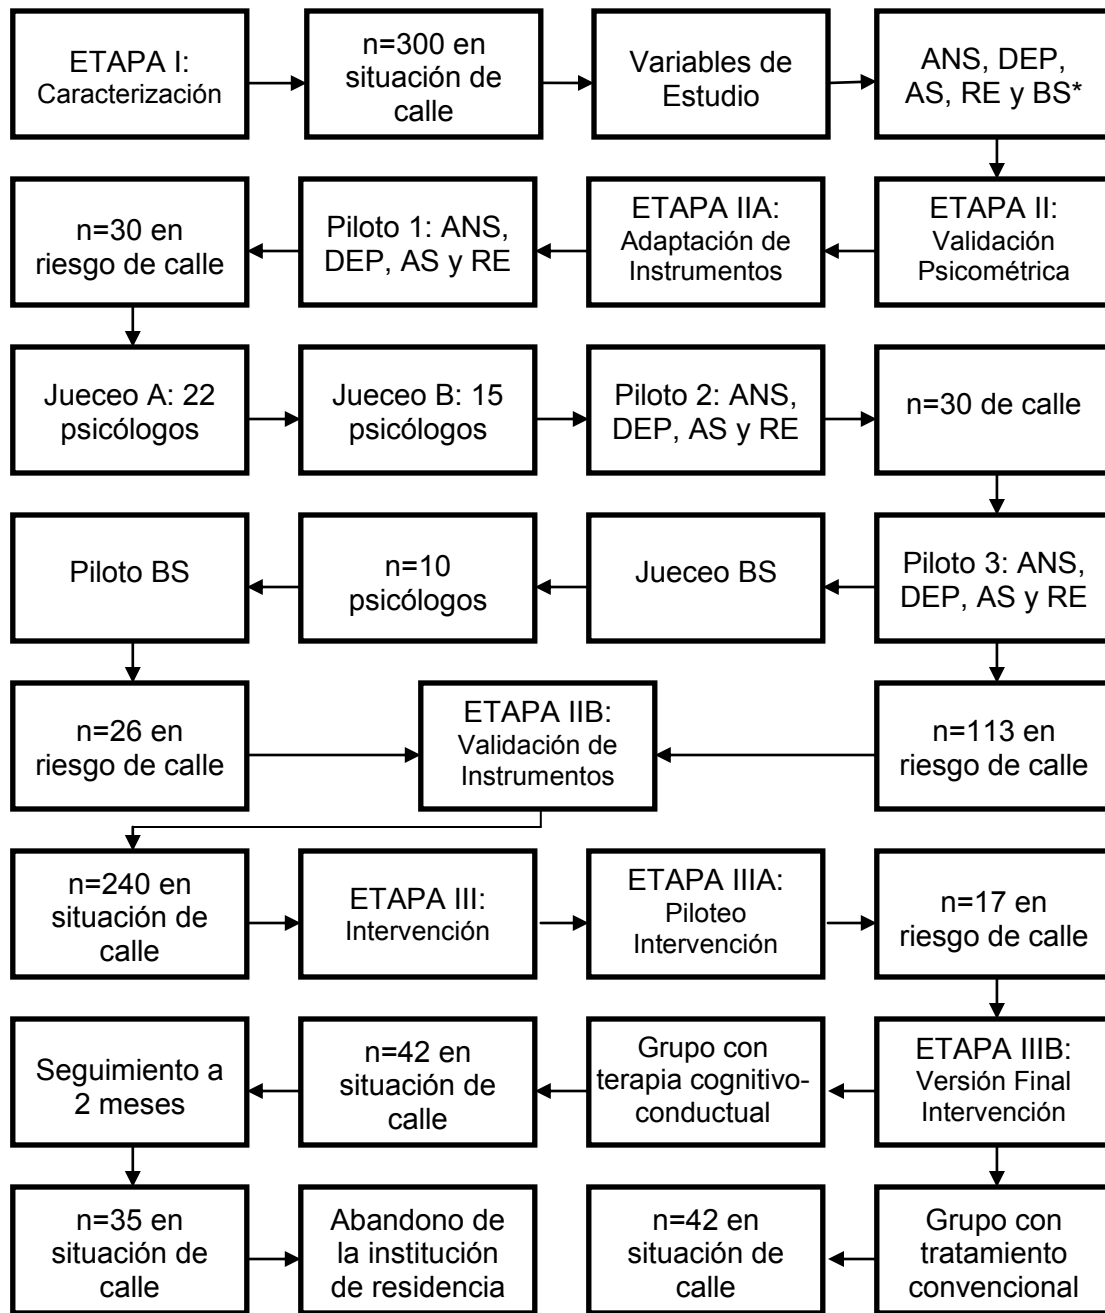 ETAPA I:
Caracterización
n=300 en
situación de
calle
Variables de
Estudio
ANS, DEP,
AS, RE y BS*
n=30 en
riesgo de calle
Piloto 1: ANS,
DEP, AS y RE
ETAPA IIA:
Adaptación de
Instrumentos
ETAPA II:
Validación
Psicométrica
Jueceo A: 22
psicólogos
Jueceo B: 15
psicólogos
Piloto 2: ANS,
DEP, AS y RE
n=30 de calle
Piloto BS
n=10
psicólogos
Jueceo BS
Piloto 3: ANS,
DEP, AS y RE
n=26 en
riesgo de calle
ETAPA IIB:
Validación de
Instrumentos
n=113 en
riesgo de calle
n=240 en
situación de
calle
ETAPA III:
Intervención
ETAPA IIIA:
Piloteo
Intervención
n=17 en
riesgo de calle
Seguimiento a
2 meses
n=42 en
situación de
calle
Grupo con
terapia cognitivo-
conductual
ETAPA IIIB:
Versión Final
Intervención
n=35 en
situación de
calle
Abandono de
la institución
de residencia
n=42 en
situación de
calle
Grupo con
tratamiento
convencional